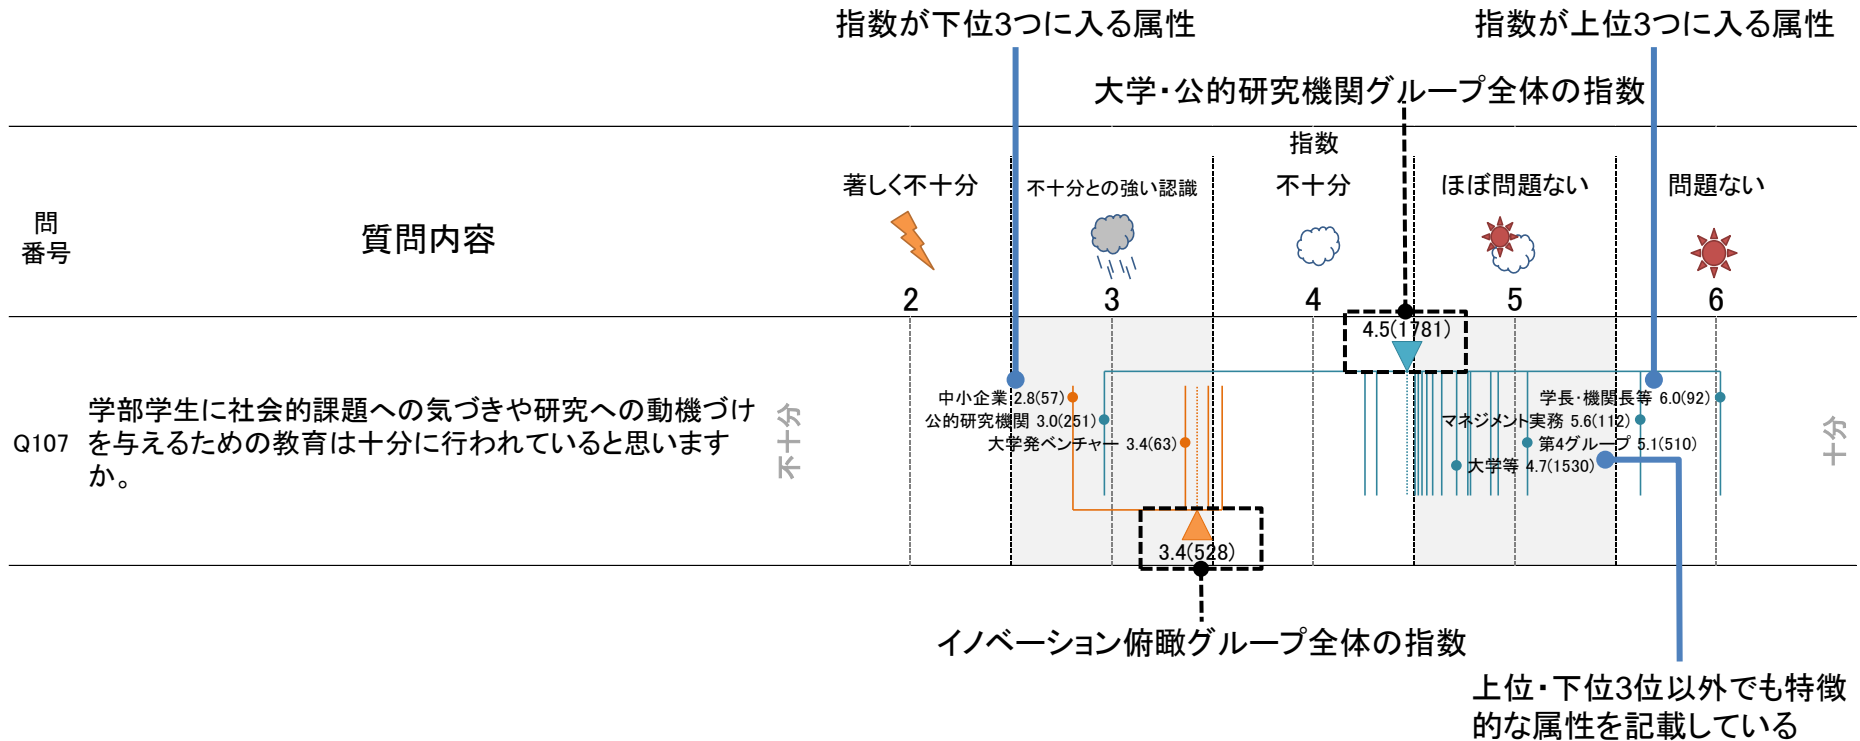 指数が下位3つに入る属性
指数が上位3つに入る属性
大学・公的研究機関グループ全体の指数
指数
著しく不十分
不十分との強い認識
不十分
ほぼ問題ない
問題ない
問
番号
質問内容
2
3
4
5
6
4.5(1781)
Q107
学部学生に社会的課題への気づきや研究への動機づけ
を与えるための教育は十分に行われていると思います
か。
不十分
十分
中小企業 2.8(57)
公的研究機関 3.0(251)
大学発ベンチャー 3.4(63)
学長・機関長等 6.0(92)
マネジメント実務 5.6(112)
第4グループ 5.1(510)
大学等 4.7(1530)
3.4(528)
イノベーション俯瞰グループ全体の指数
上位・下位3位以外でも特徴
的な属性を記載している